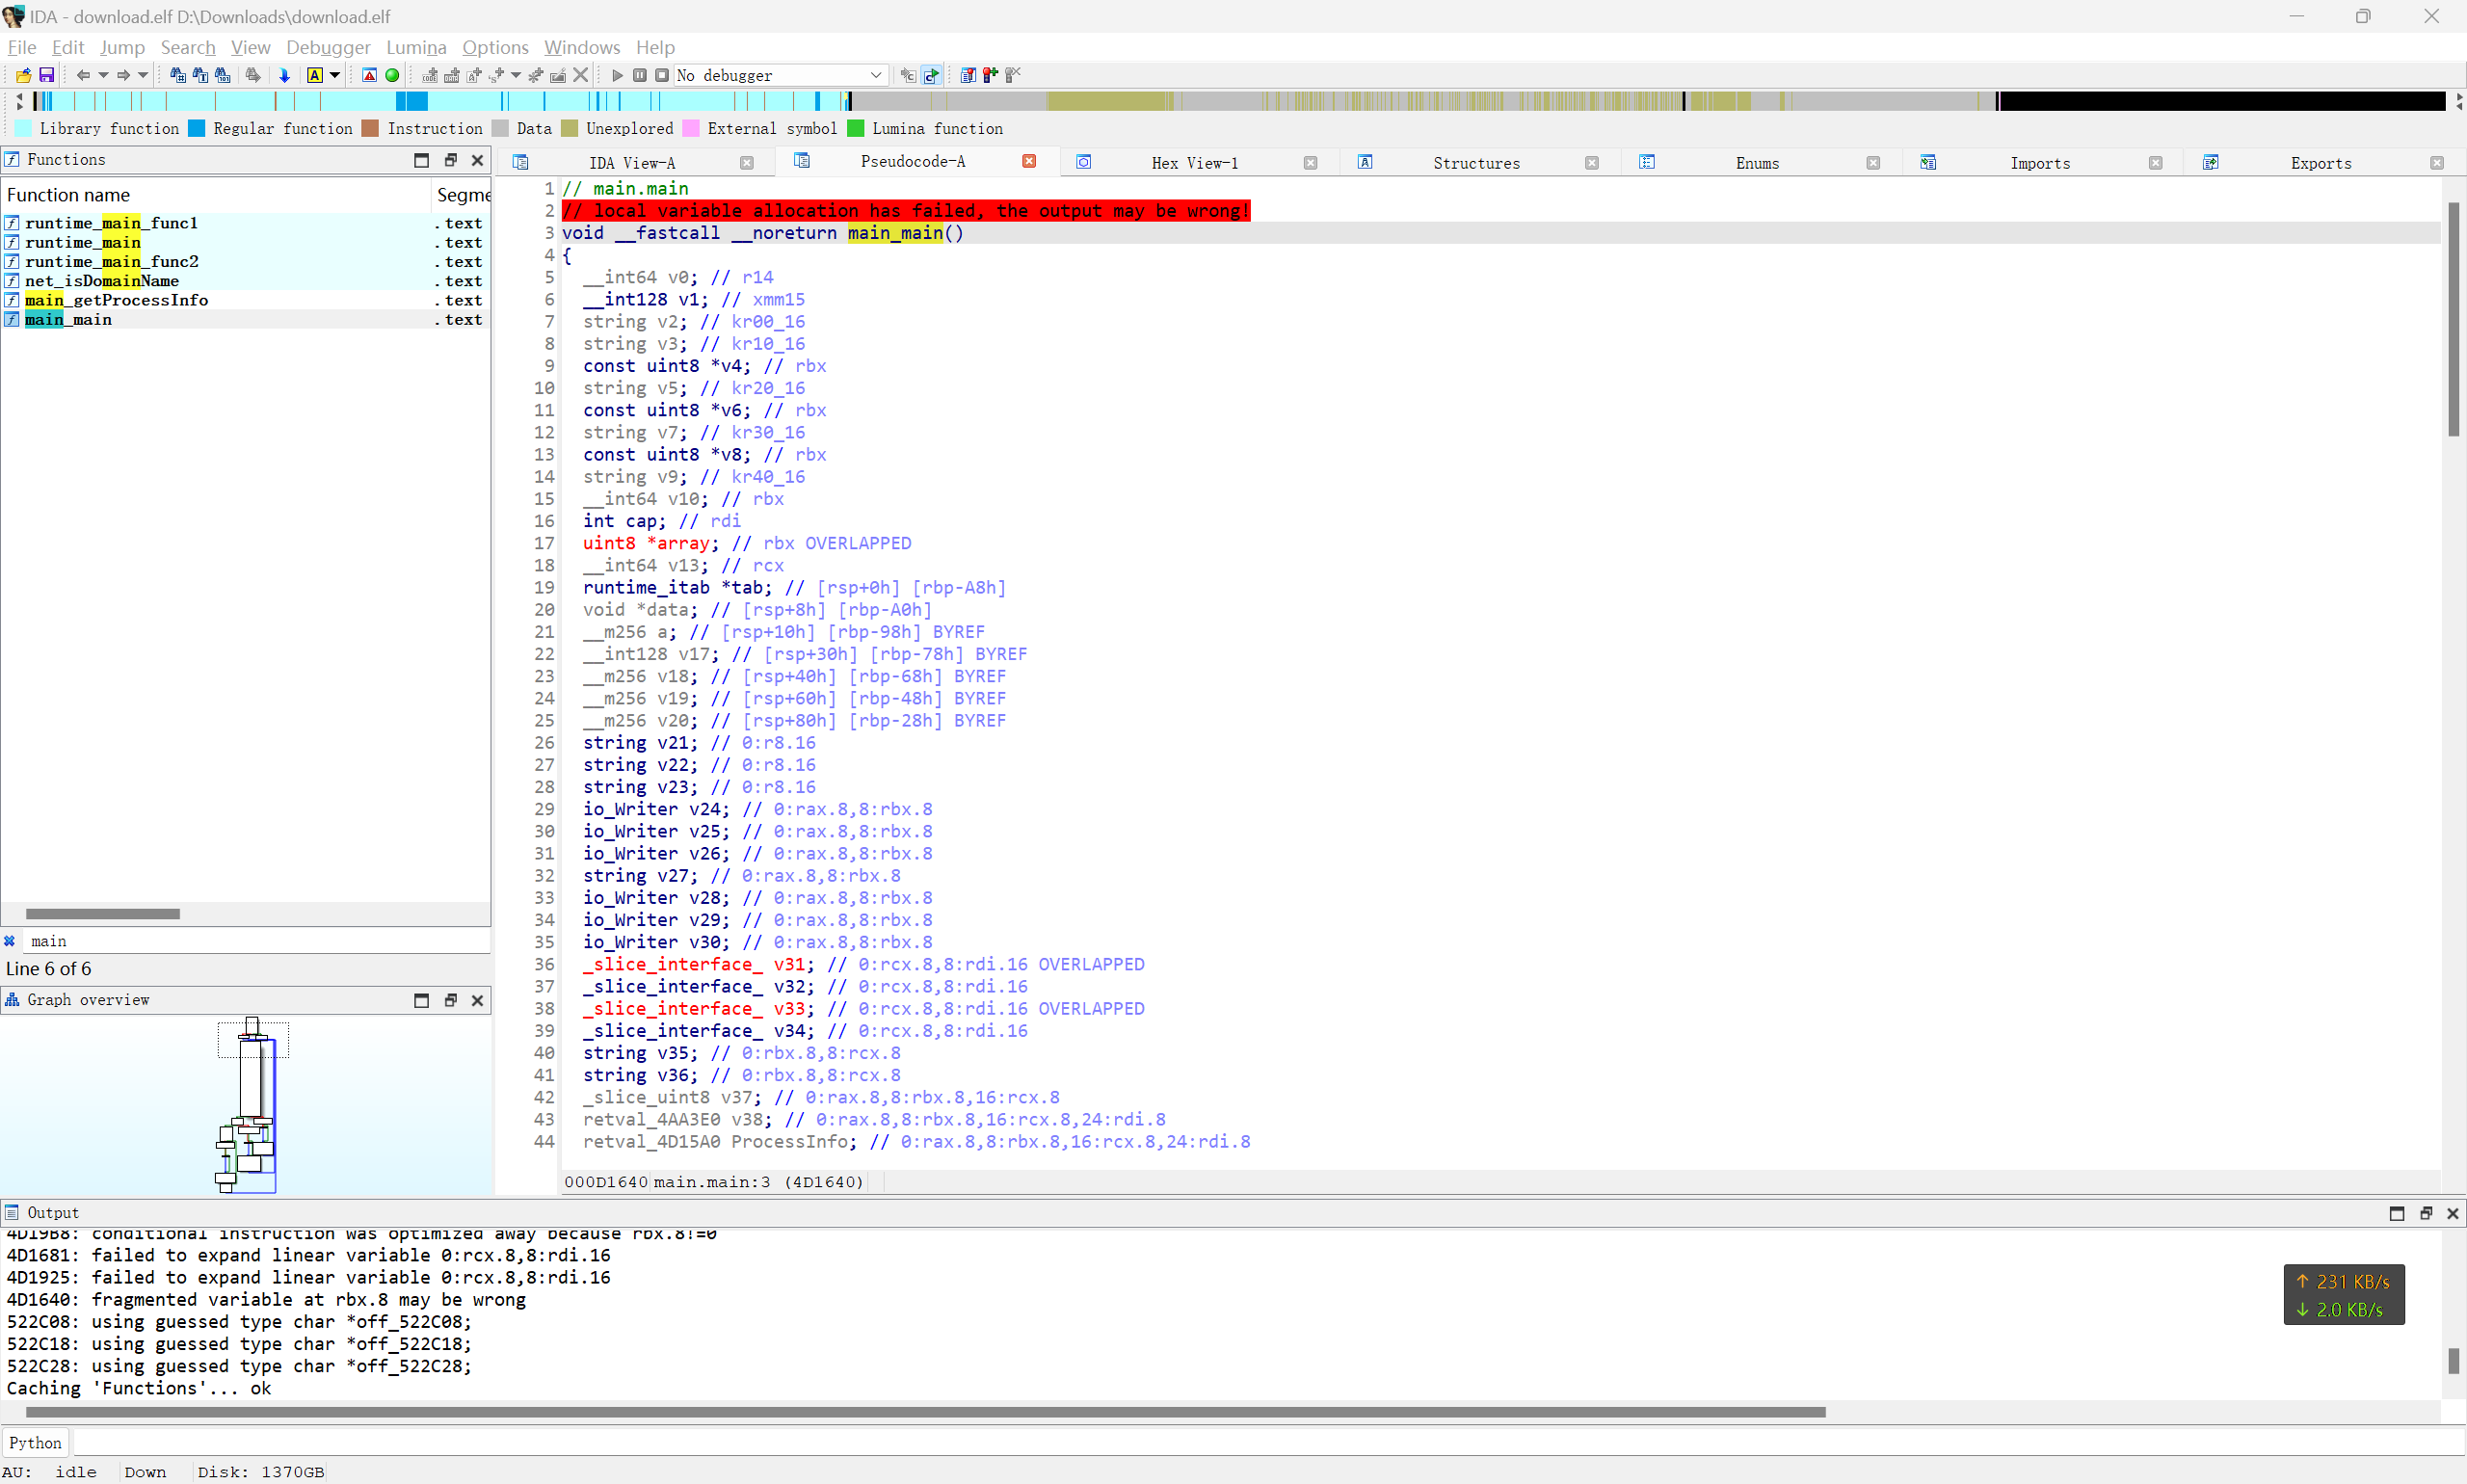 IDA - download.elf D:\Downloads\download.elf
File Edit Jump Search View Debugger Lumina Options Windows Help
No debugger
Library function Regular function Instruction Data Unexplored External symbol Lumina function
Functions
Function name Segme
runtime_main_func1 .text
runtime_main .text
runtime_main_func2 .text
net_isDomainName .text
main_getProcessInfo .text
main_main .text
main
Line 6 of 6
Graph overview
IDA View-A Pseudocode-A Hex View-1 Structures Enums Imports Exports
1 // main.main
2 // local variable allocation has failed, the output may be wrong!
3 void __fastcall __noreturn main_main()
4 {
5 __int64 v0; // r14
6 __int128 v1; // xmm15
7 string v2; // kr00_16
8 string v3; // kr10_16
9 const uint8 *v4; // rbx
10 string v5; // kr20_16
11 const uint8 *v6; // rbx
12 string v7; // kr30_16
13 const uint8 *v8; // rbx
14 string v9; // kr40_16
15 __int64 v10; // rbx
16 int cap; // rdi
17 uint8 *array; // rbx OVERLAPPED
18 __int64 v13; // rcx
19 runtime_itab *tab; // [rsp+0h] [rbp-A8h]
20 void *data; // [rsp+8h] [rbp-A0h]
21 __m256 a; // [rsp+10h] [rbp-98h] BYREF
22 __int128 v17; // [rsp+30h] [rbp-78h] BYREF
23 __m256 v18; // [rsp+40h] [rbp-68h] BYREF
24 __m256 v19; // [rsp+60h] [rbp-48h] BYREF
25 __m256 v20; // [rsp+80h] [rbp-28h] BYREF
26 string v21; // 0:r8.16
27 string v22; // 0:r8.16
28 string v23; // 0:r8.16
29 io_Writer v24; // 0:rax.8,8:rbx.8
30 io_Writer v25; // 0:rax.8,8:rbx.8
31 io_Writer v26; // 0:rax.8,8:rbx.8
32 string v27; // 0:rax.8,8:rbx.8
33 io_Writer v28; // 0:rax.8,8:rbx.8
34 io_Writer v29; // 0:rax.8,8:rbx.8
35 io_Writer v30; // 0:rax.8,8:rbx.8
36 _slice_interface_ v31; // 0:rcx.8,8:rdi.16 OVERLAPPED
37 _slice_interface_ v32; // 0:rcx.8,8:rdi.16
38 _slice_interface_ v33; // 0:rcx.8,8:rdi.16 OVERLAPPED
39 _slice_interface_ v34; // 0:rcx.8,8:rdi.16
40 string v35; // 0:rbx.8,8:rcx.8
41 string v36; // 0:rbx.8,8:rcx.8
42 _slice_uint8 v37; // 0:rax.8,8:rbx.8,16:rcx.8
43 retval_4AA3E0 v38; // 0:rax.8,8:rbx.8,16:rcx.8,24:rdi.8
44 retval_4D15A0 ProcessInfo; // 0:rax.8,8:rbx.8,16:rcx.8,24:rdi.8
000D1640 main.main:3 (4D1640)
Output
4D19B8: conditional instruction was optimized away because rbx.8!=0
4D1681: failed to expand linear variable 0:rcx.8,8:rdi.16
4D1925: failed to expand linear variable 0:rcx.8,8:rdi.16
4D1640: fragmented variable at rbx.8 may be wrong
522C08: using guessed type char *off_522C08;
522C18: using guessed type char *off_522C18;
522C28: using guessed type char *off_522C28;
Caching 'Functions'... ok
↑ 231 KB/s
↓ 2.0 KB/s
Python
AU: idle Down Disk: 1370GB